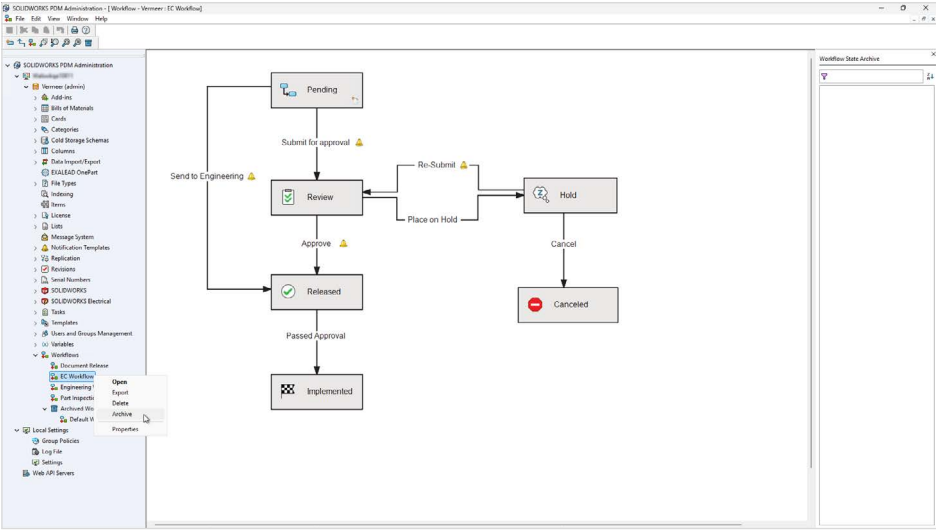 SOLIDWORKS PDM Administration - [ Workflow - Vermeer : EC Workflow]
File Edit View Window Help
SOLIDWORKS PDM Administration
Vermeer (admin)
Add-ins
Bills of Materials
Cards
Categories
Cold Storage Schemas
Columns
Data Import/Export
EXALEAD OnePart
File Types
Indexing
Items
License
Lists
Message System
Notification Templates
Replication
Revisions
Serial Numbers
SOLIDWORKS
SOLIDWORKS Electrical
Tasks
Templates
Users and Groups Management
Variables
Workflows
Document Release
EC Workflow
Engineering
Part Inspecti
Archived Wo
Default W
Local Settings
Group Policies
Log File
Settings
Web API Servers
Open
Export
Delete
Archive
Properties
Pending
Submit for approval
Send to Engineering
Review
Re-Submit
Place on Hold
Hold
Approve
Cancel
Released
Canceled
Passed Approval
Implemented
Workflow State Archive